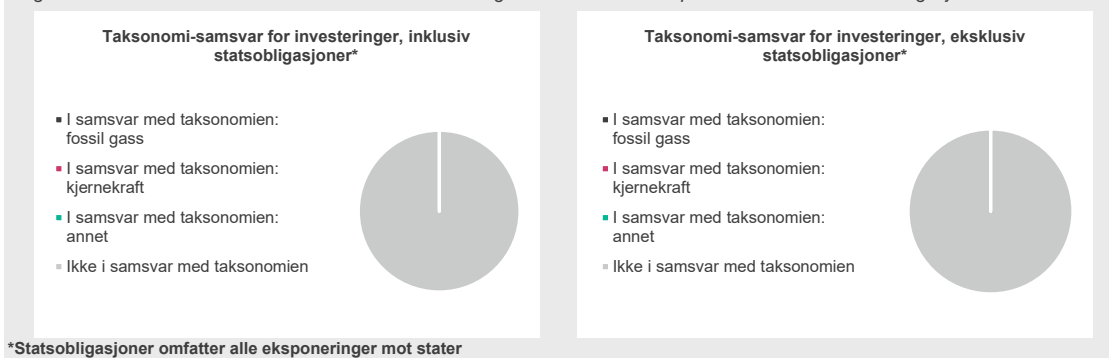 Taksonomi-samsvar for investeringer, inklusiv
statsobligasjoner*
I samsvar med taksonomien:
fossil gass
I samsvar med taksonomien:
kjernekraft
I samsvar med taksonomien:
annet
Ikke i samsvar med taksonomien
Taksonomi-samsvar for investeringer, eksklusiv
statsobligasjoner*
I samsvar med taksonomien:
fossil gass
I samsvar med taksonomien:
kjernekraft
I samsvar med taksonomien:
annet
Ikke i samsvar med taksonomien
*Statsobligasjoner omfatter alle eksponeringer mot stater